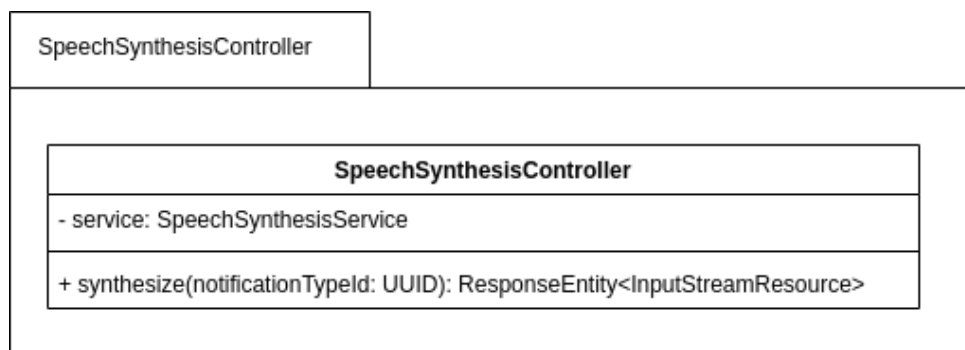 SpeechSynthesisController
SpeechSynthesisController
- service: SpeechSynthesisService
+ synthesize(notificationTypeId: UUID): ResponseEntity<InputStreamResource>